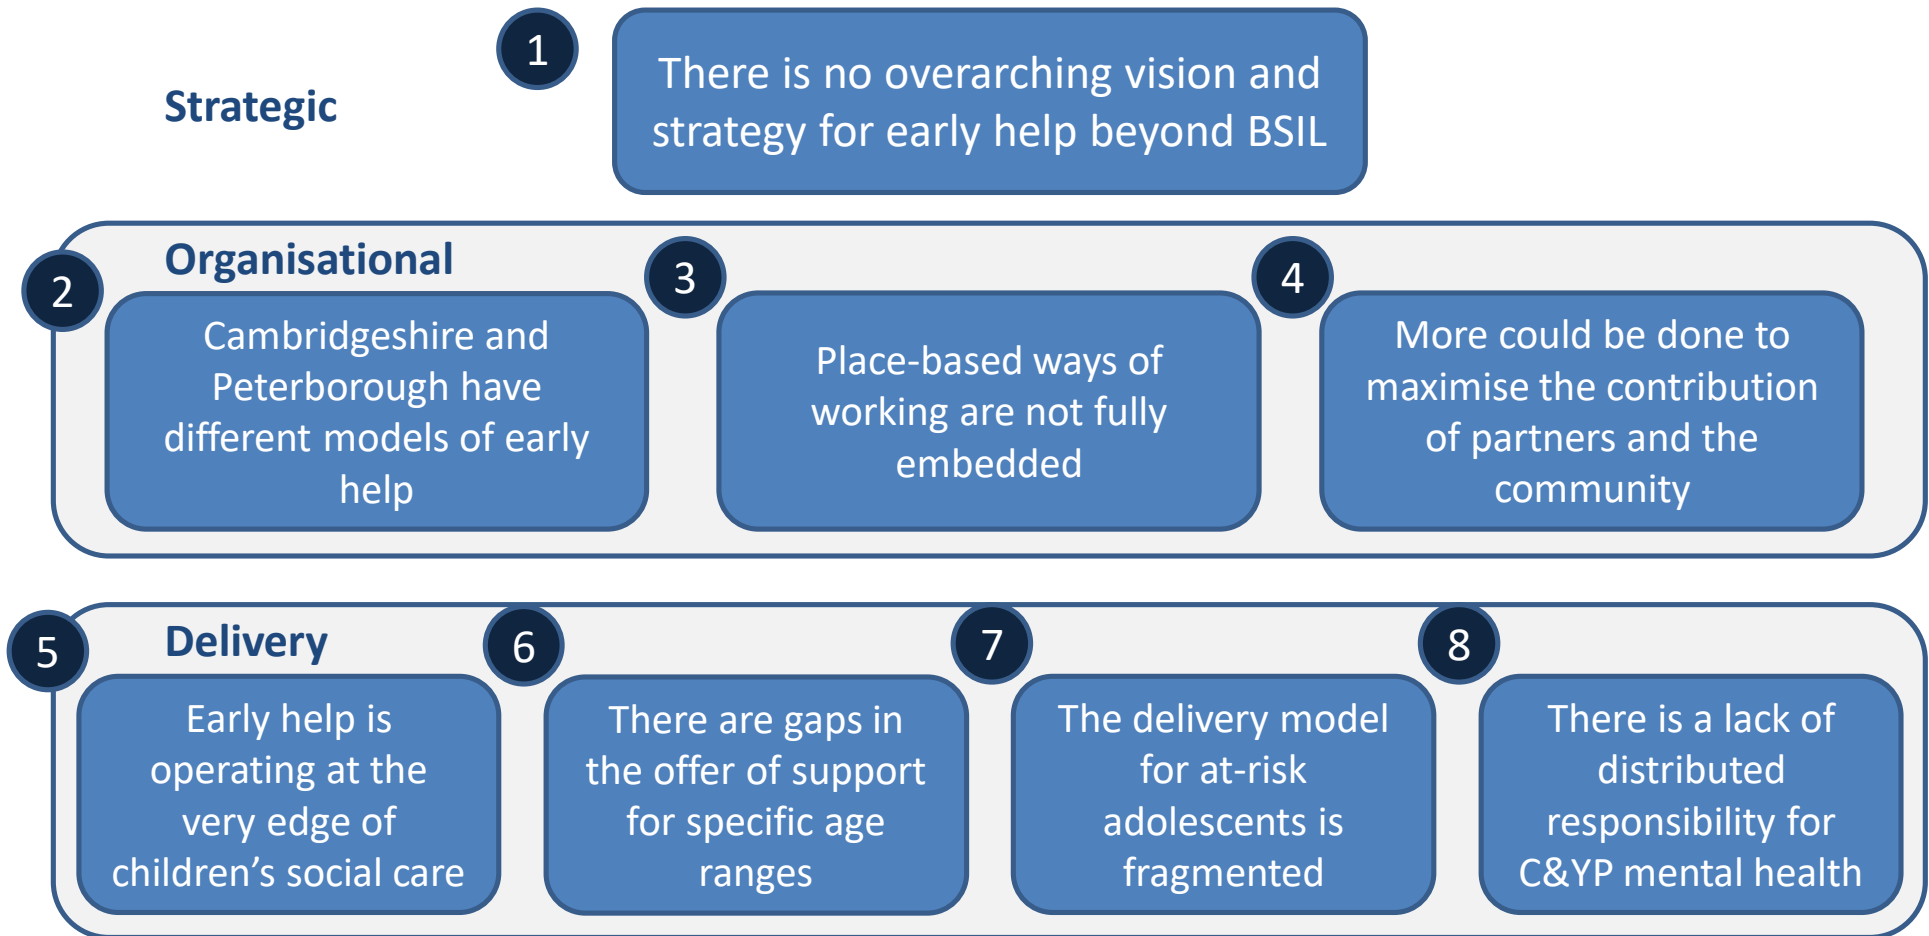 1
There is no overarching vision and
strategy for early help beyond BSIL
Strategic
Organisational
2
Cambridgeshire and
Peterborough have
different models of early
help
3
Place-based ways of
working are not fully
embedded
4
More could be done to
maximise the contribution
of partners and the
community
Delivery
5
Early help is
operating at the
very edge of
children’s social care
6
There are gaps in
the offer of support
for specific age
ranges
7
The delivery model
for at-risk
adolescents is
fragmented
8
There is a lack of
distributed
responsibility for
C&YP mental health